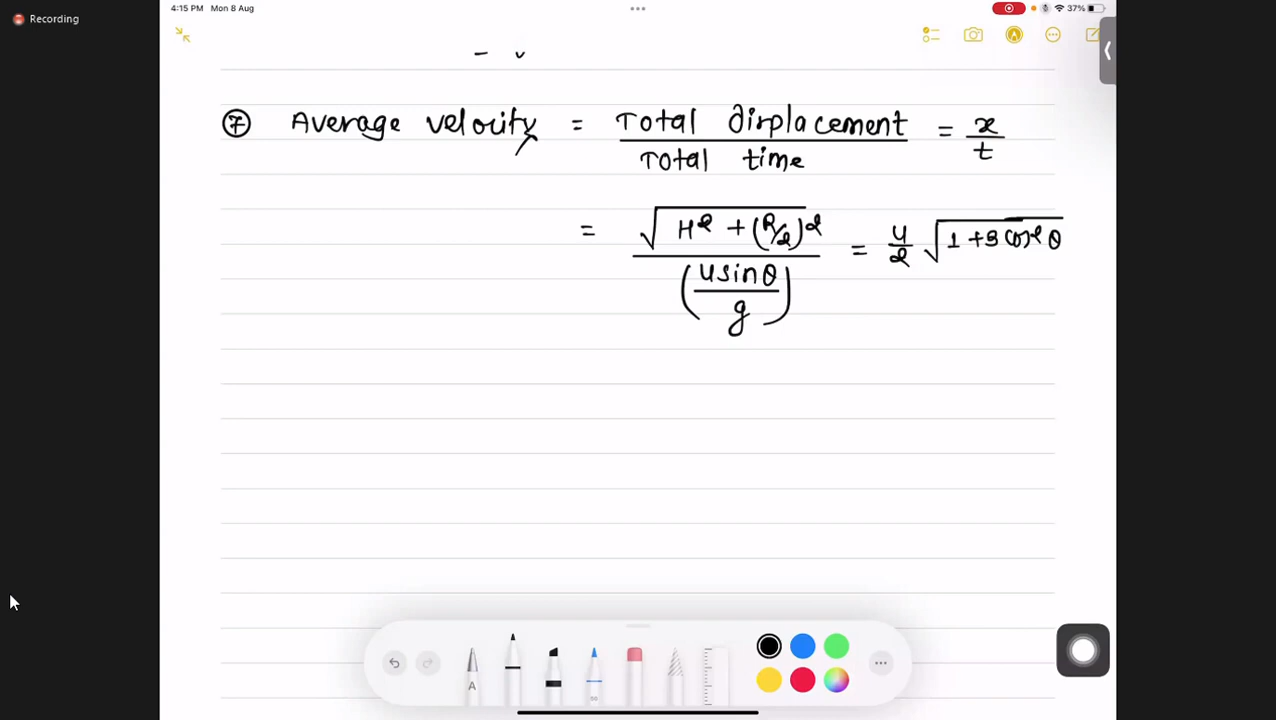 4:15 PM Mon 8 Aug
37%
Recording
⑦ Average velocity = Total displacement / Total time = x / t
= √(H² + (R/2)²) / (u sinθ / g) = u/2 √(1 + 3 cos² θ)
A